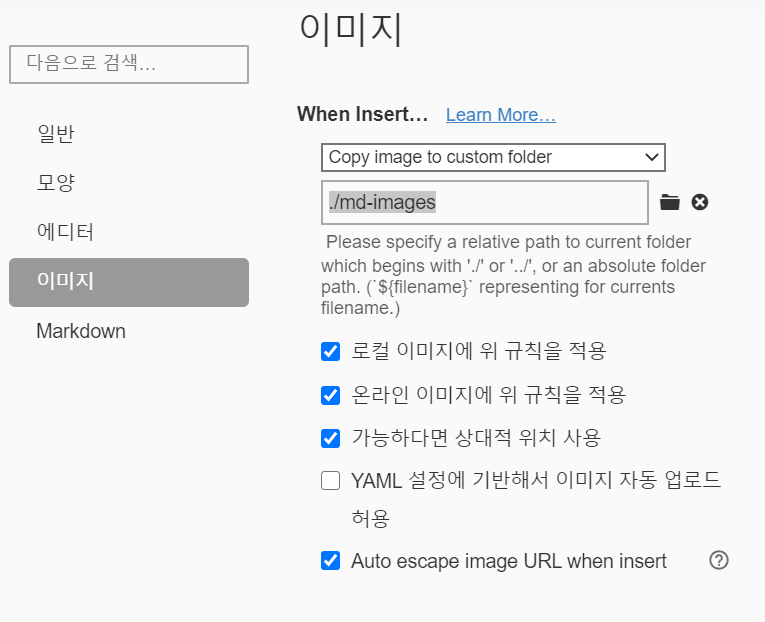 이미지
다음으로 검색...
일반
모양
에디터
이미지
Markdown
When Insert... Learn More...
Copy image to custom folder
./md-images
Please specify a relative path to current folder
which begins with './' or '../', or an absolute folder
path. (`${filename}` representing for currents
filename.)
로컬 이미지에 위 규칙을 적용
온라인 이미지에 위 규칙을 적용
가능하다면 상대적 위치 사용
YAML 설정에 기반해서 이미지 자동 업로드
허용
Auto escape image URL when insert